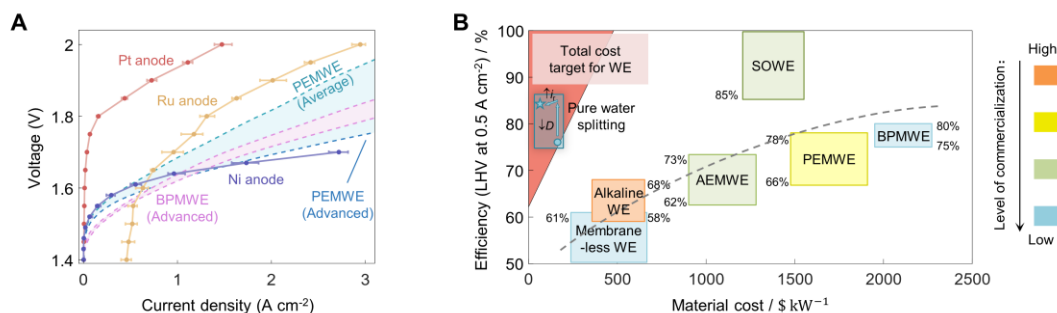 A
Voltage (V)
2
1.8
1.6
1.4
0
1
2
3
Current density (A cm⁻²)
Pt anode
Ru anode
PEMWE
(Average)
BPMWE
(Advanced)
Ni anode
PEMWE
(Advanced)
B
Efficiency (LHV at 0.5 A cm⁻²) / %
100
90
80
70
60
50
0
500
1000
1500
2000
2500
Material cost / $ kW⁻¹
Total cost
target for WE
Pure water
splitting
↓D
SOWE
85%
BPMWE
80%
75%
78%
PEMWE
66%
73%
AEMWE
62%
68%
Alkaline
WE
58%
61%
Membrane
-less WE
Level of commercialization:
High
Low